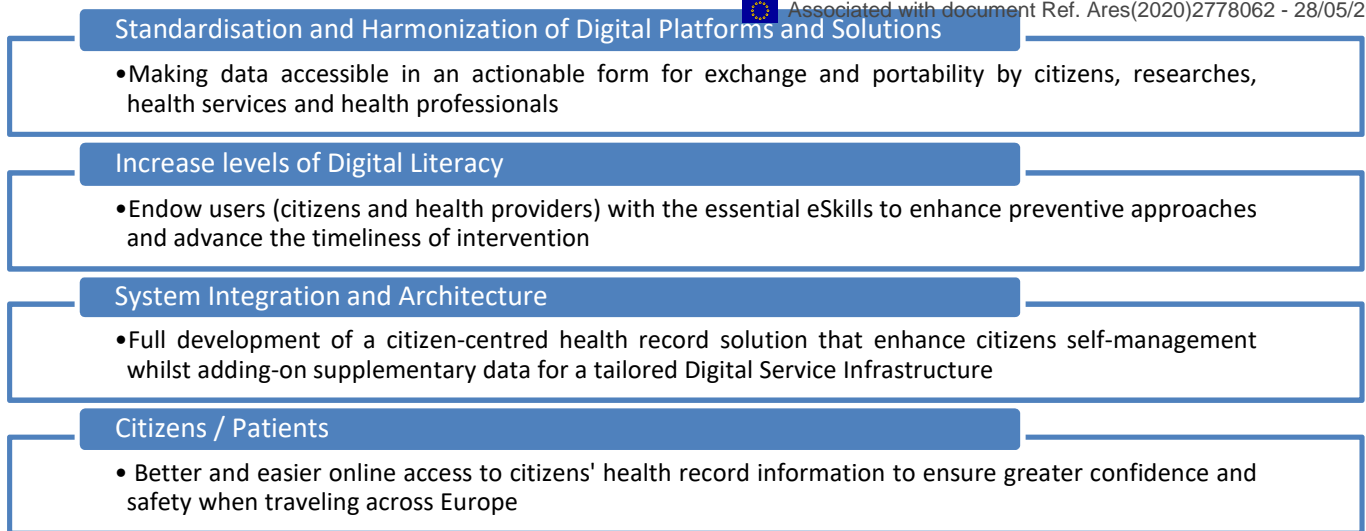 Associated with document Ref. Ares(2020)2778062 - 28/05/2
Standardisation and Harmonization of Digital Platforms and Solutions
•Making data accessible in an actionable form for exchange and portability by citizens, researches,
health services and health professionals
Increase levels of Digital Literacy
•Endow users (citizens and health providers) with the essential eSkills to enhance preventive approaches
and advance the timeliness of intervention
System Integration and Architecture
•Full development of a citizen-centred health record solution that enhance citizens self-management
whilst adding-on supplementary data for a tailored Digital Service Infrastructure
Citizens / Patients
• Better and easier online access to citizens' health record information to ensure greater confidence and
safety when traveling across Europe